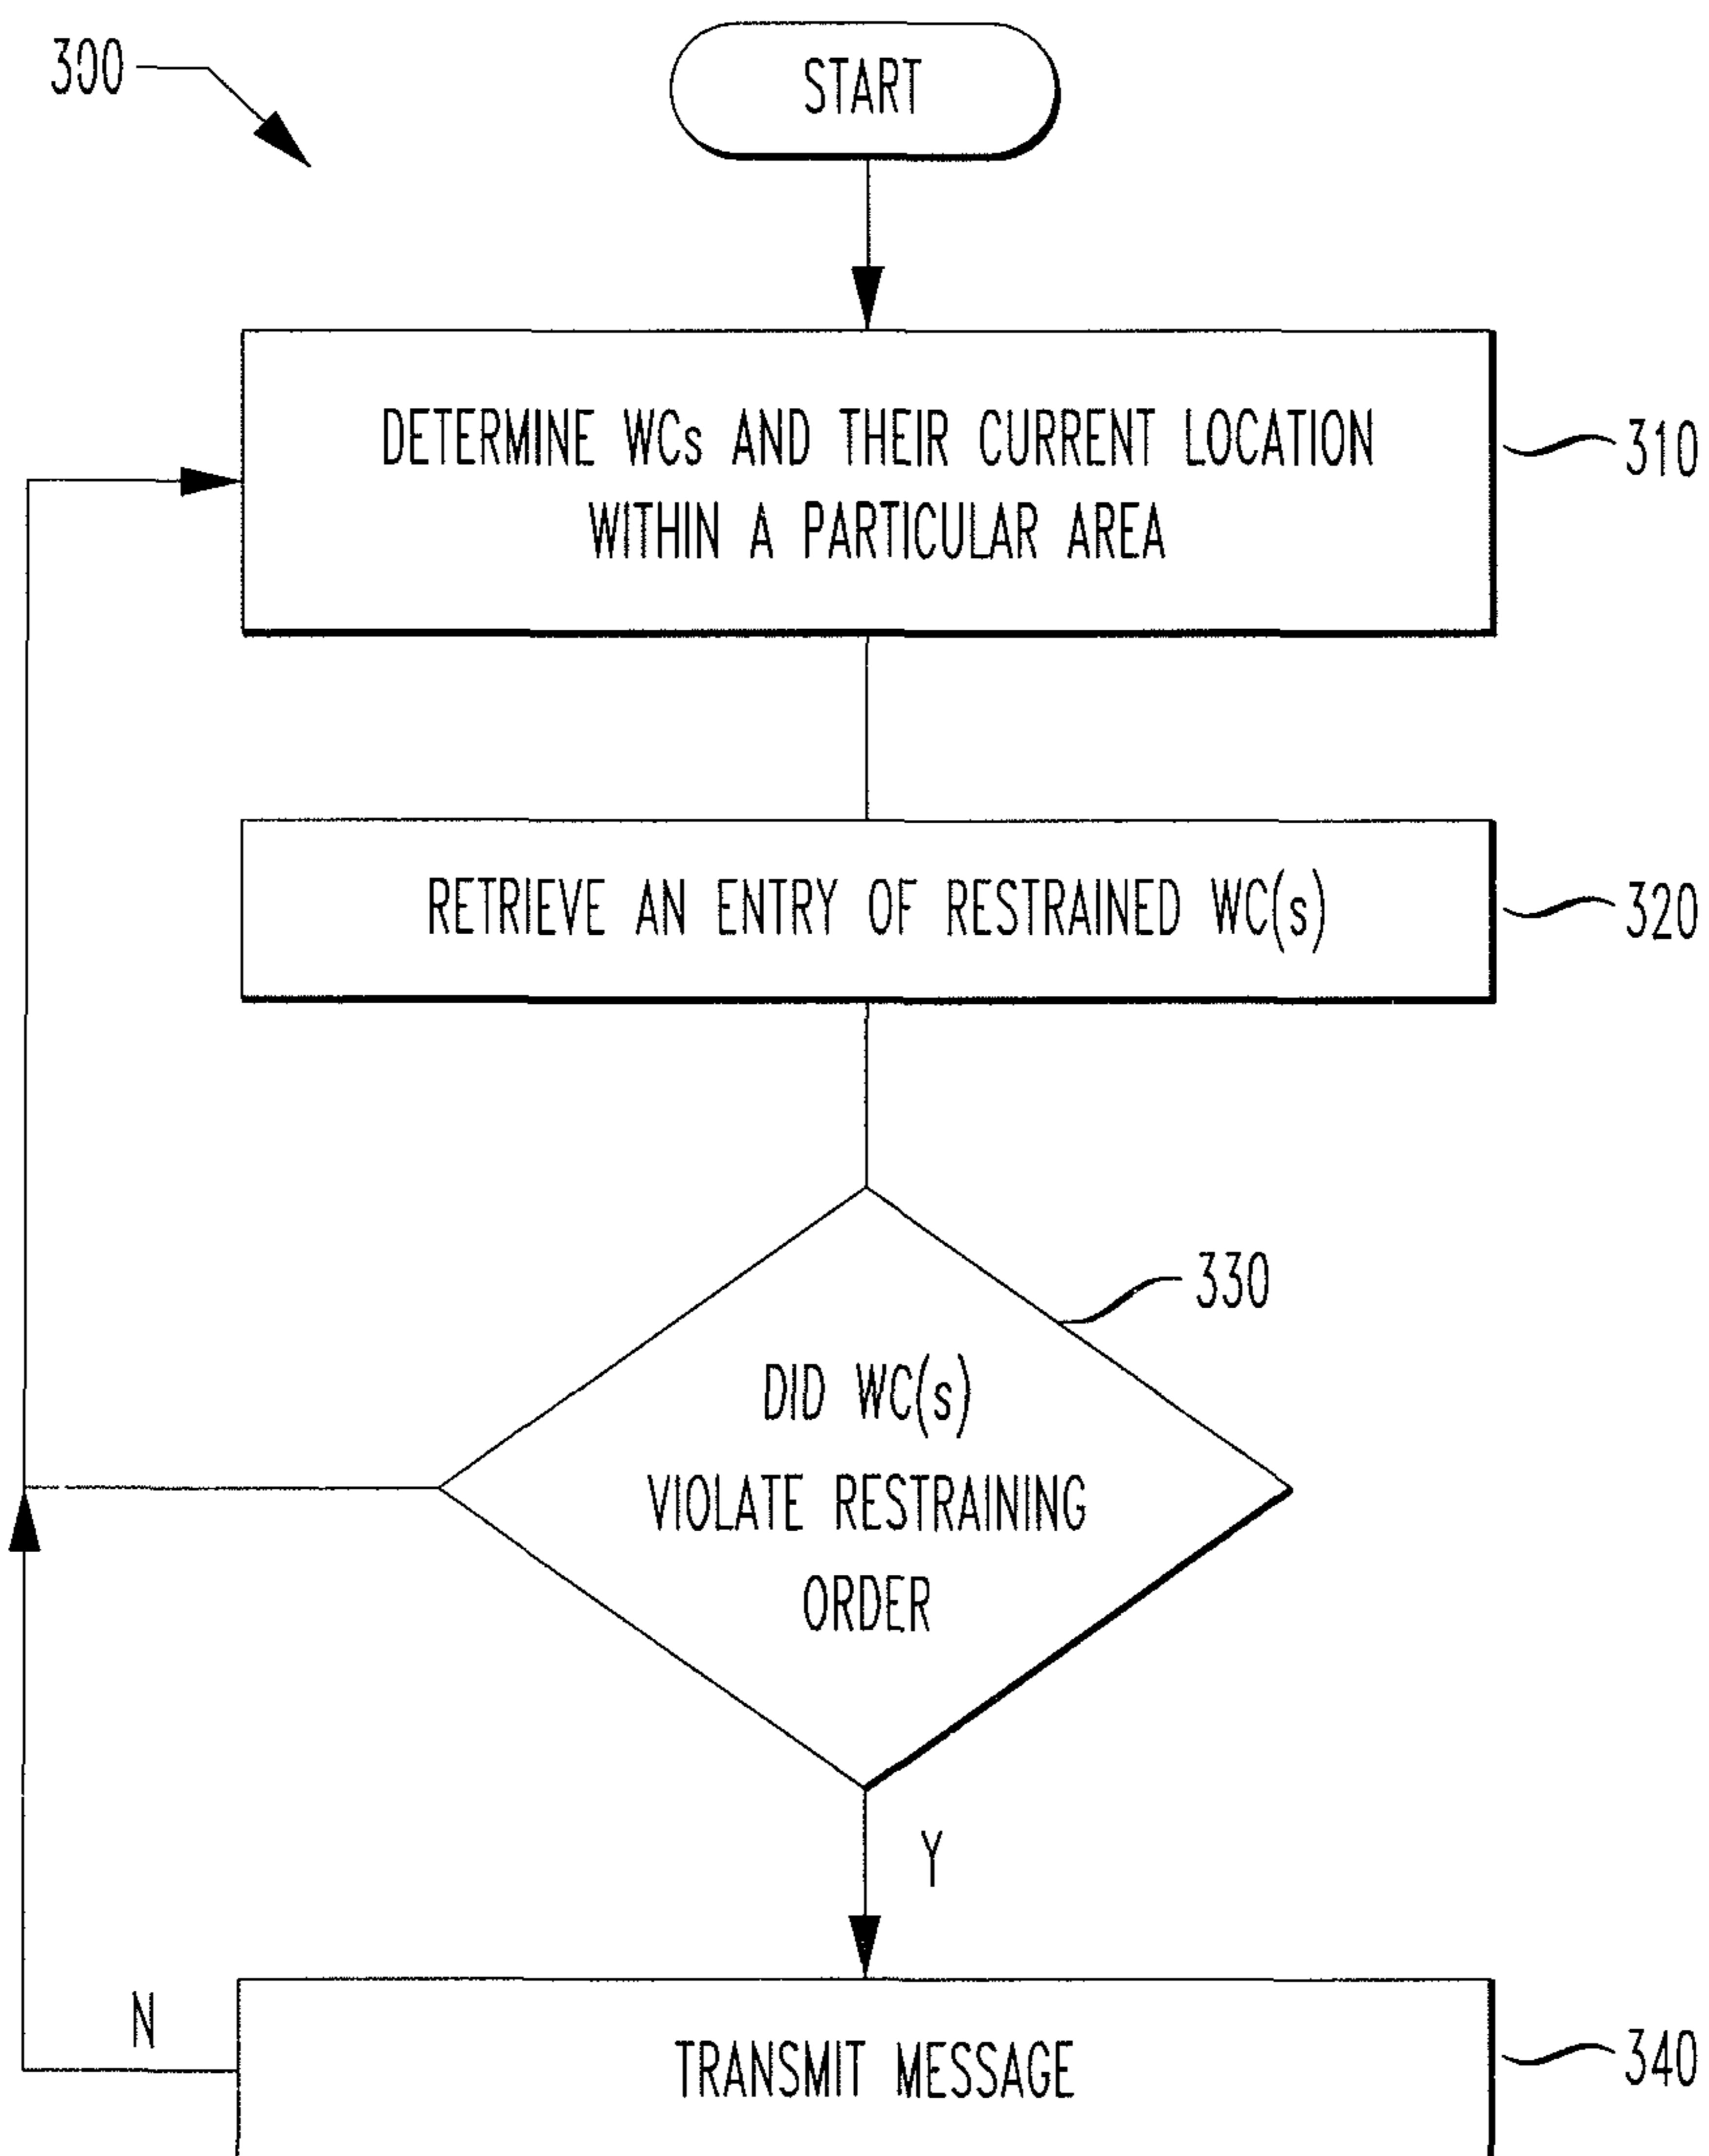 300
START
DETERMINE WCs AND THEIR CURRENT LOCATION
WITHIN A PARTICULAR AREA
310
RETRIEVE AN ENTRY OF RESTRAINED WC(s)
320
330
DID WC(s)
VIOLATE RESTRAINING
ORDER
Y
N
TRANSMIT MESSAGE
340